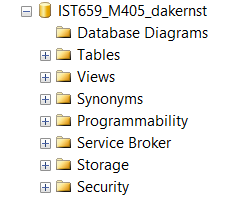 IST659_M405_dakernst
Database Diagrams
Tables
Views
Synonyms
Programmability
Service Broker
Storage
Security